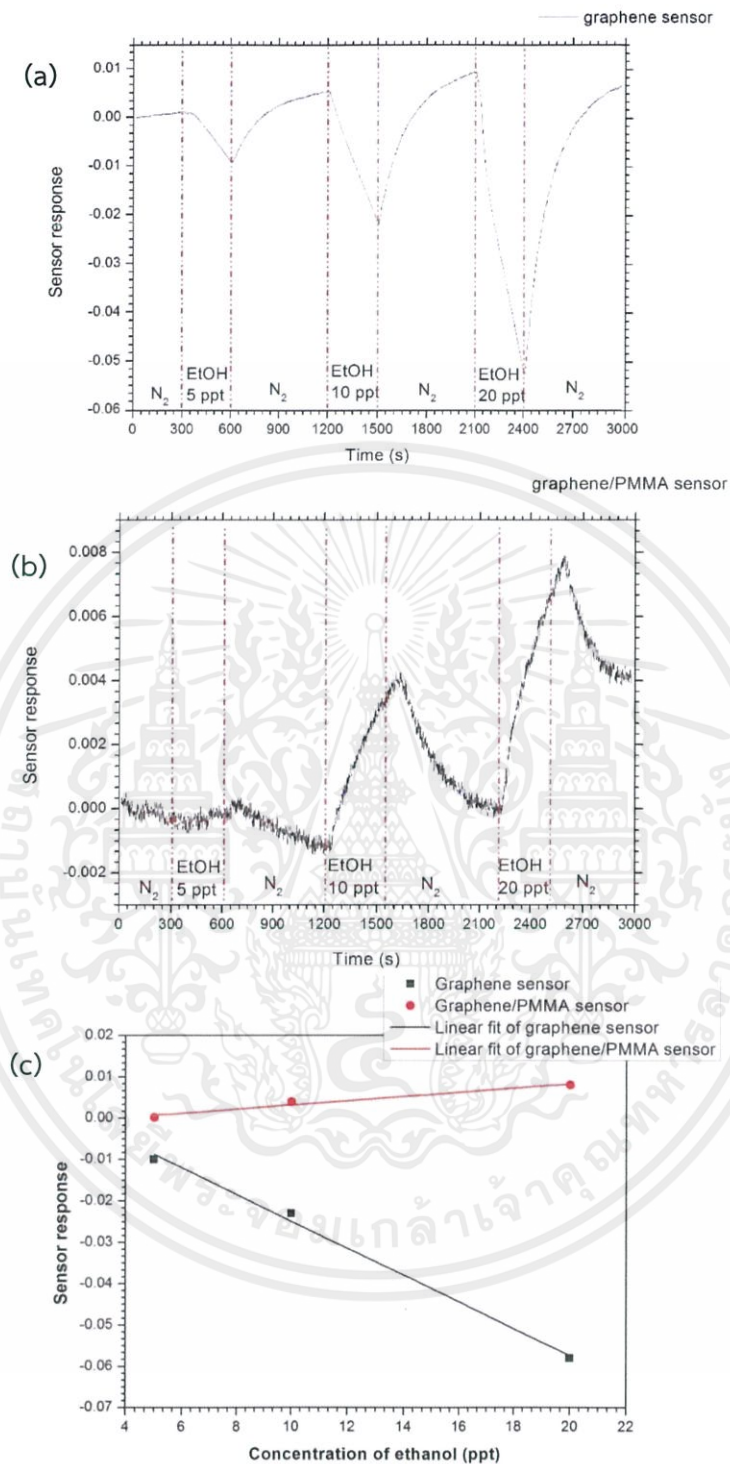 graphene sensor
(a)
0.01
0.00
-0.01
-0.02
-0.03
-0.04
-0.05
-0.06
Sensor response
N₂
EtOH
5 ppt
N₂
EtOH
10 ppt
N₂
EtOH
20 ppt
N₂
0 300 600 900 1200 1500 1800 2100 2400 2700 3000
Time (s)
graphene/PMMA sensor
(b)
0.008
0.006
0.004
0.002
0.000
-0.002
Sensor response
N₂
EtOH
5 ppt
N₂
EtOH
10 ppt
N₂
EtOH
20 ppt
N₂
0 300 600 900 1200 1500 1800 2100 2400 2700 3000
Time (s)
Graphene sensor
Graphene/PMMA sensor
Linear fit of graphene sensor
Linear fit of graphene/PMMA sensor
(c)
0.02
0.01
0.00
-0.01
-0.02
-0.03
-0.04
-0.05
-0.06
-0.07
Sensor response
4 6 8 10 12 14 16 18 20 22
Concentration of ethanol (ppt)